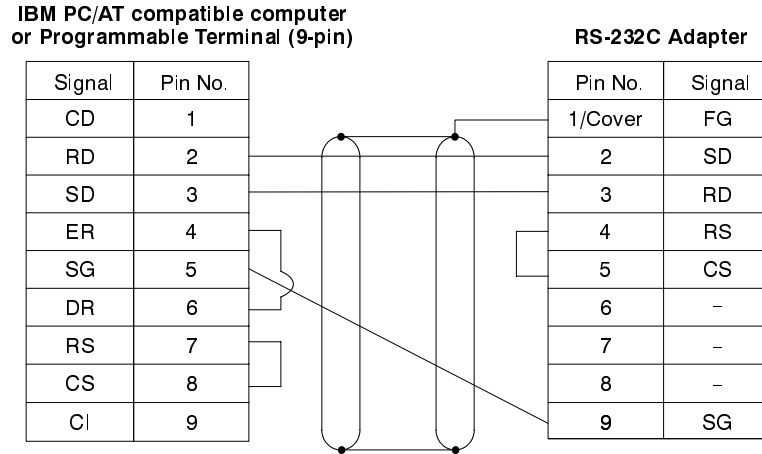 IBM PC/AT compatible computer
or Programmable Terminal (9-pin)
RS-232C Adapter
Signal Pin No.
CD 1
RD 2
SD 3
ER 4
SG 5
DR 6
RS 7
CS 8
CI 9
Pin No. Signal
1/Cover FG
2 SD
3 RD
4 RS
5 CS
6 –
7 –
8 –
9 SG